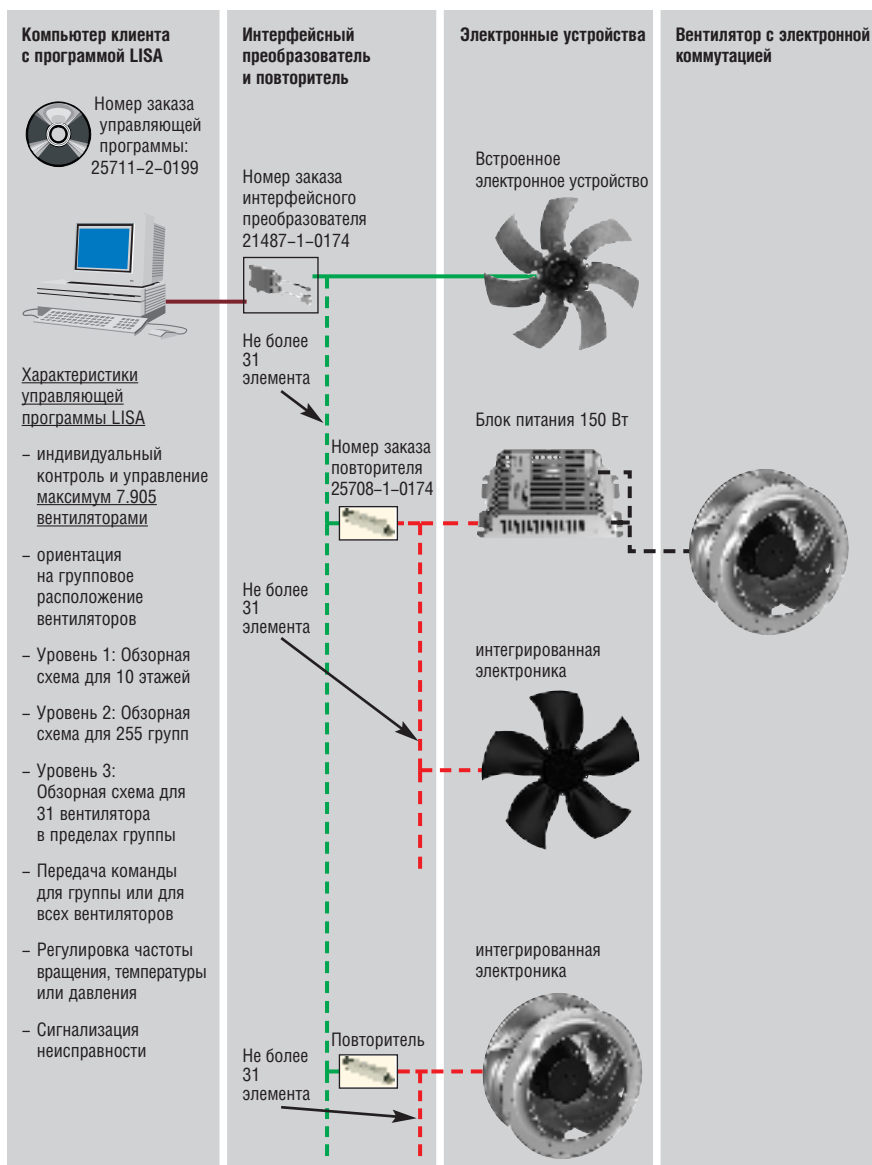 Компьютер клиента
с программой LISA
Номер заказа
управляющей
программы:
25711–2–0199
Характеристики
управляющей
программы LISA
– индивидуальный
контроль и управление
максимум 7.905
вентиляторами
– ориентация
на групповое
расположение
вентиляторов
– Уровень 1: Обзорная
схема для 10 этажей
– Уровень 2: Обзорная
схема для 255 групп
– Уровень 3:
Обзорная схема для
31 вентилятора
в пределах группы
– Передача команды
для группы или для
всех вентиляторов
– Регулировка частоты
вращения, температуры
или давления
– Сигнализация
неисправности
Интерфейсный
преобразователь
и повторитель
Номер заказа
интерфейсного
преобразователя
21487–1–0174
Не более
31
элемента
Номер заказа
повторителя
25708–1–0174
Не более
31
элемента
Повторитель
Не более
31
элемента
Электронные устройства
Встроенное
электронное устройство
Блок питания 150 Вт
интегрированная
электроника
интегрированная
электроника
Вентилятор с электронной
коммутацией